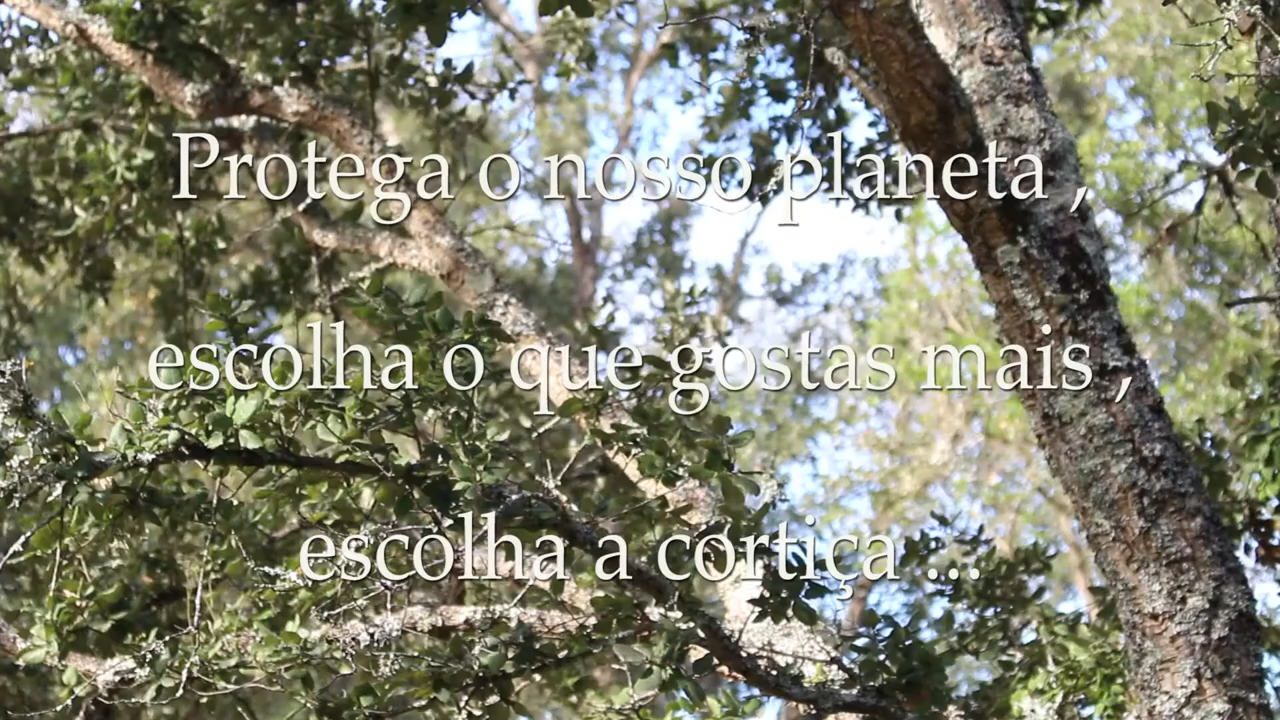 Protega o nosso planeta ,
escolha o que gostas mais ,
escolha a cortiça ...